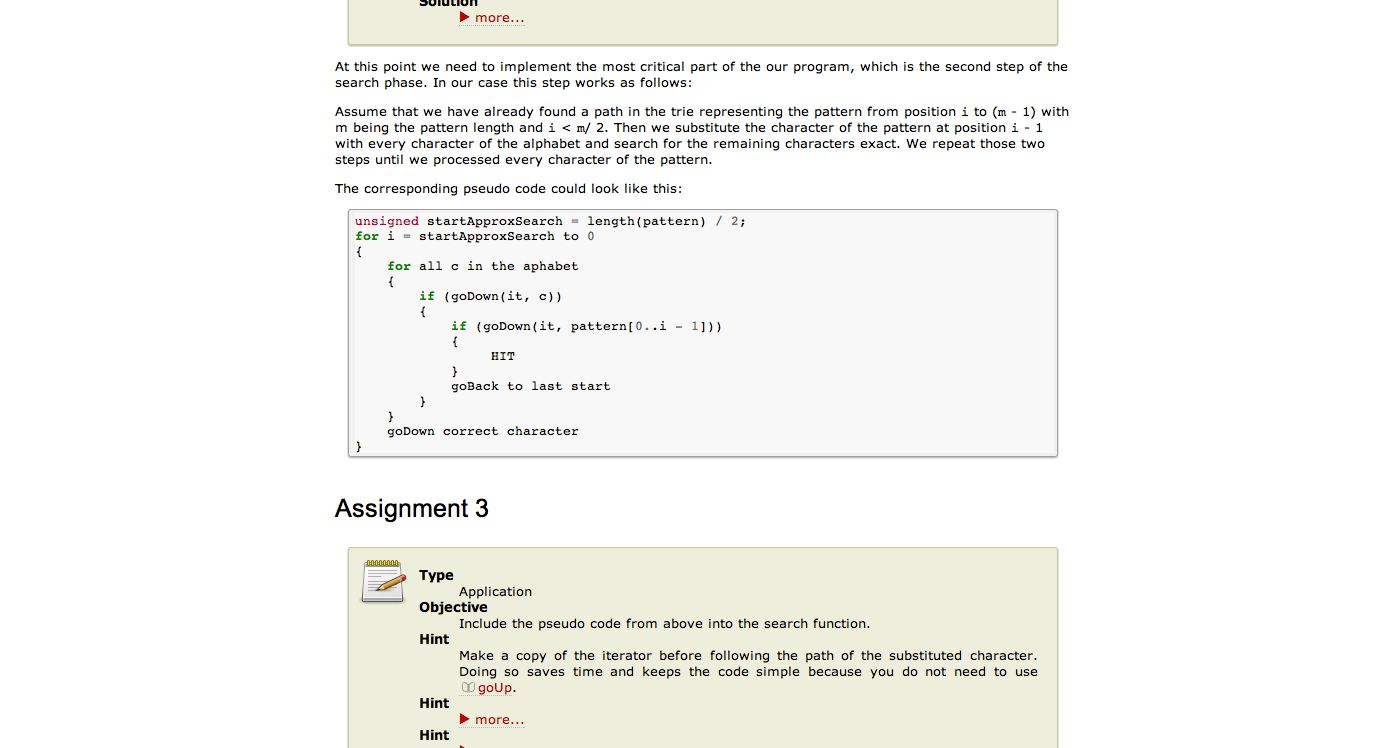 Solution
more...
At this point we need to implement the most critical part of the our program, which is the second step of the
search phase. In our case this step works as follows:
Assume that we have already found a path in the trie representing the pattern from position i to (m - 1) with
m being the pattern length and i < m/ 2. Then we substitute the character of the pattern at position i - 1
with every character of the alphabet and search for the remaining characters exact. We repeat those two
steps until we processed every character of the pattern.
The corresponding pseudo code could look like this:
unsigned startApproxSearch = length(pattern) / 2;
for i = startApproxSearch to 0
{
    for all c in the aphabet
    {
        if (goDown(it, c))
        {
            if (goDown(it, pattern[0..i - 1]))
            {
                 HIT
            }
            goBack to last start
        }
    }
    goDown correct character
}
Assignment 3
Type
Application
Objective
Include the pseudo code from above into the search function.
Hint
Make a copy of the iterator before following the path of the substituted character.
Doing so saves time and keeps the code simple because you do not need to use
goUp.
Hint
more...
Hint